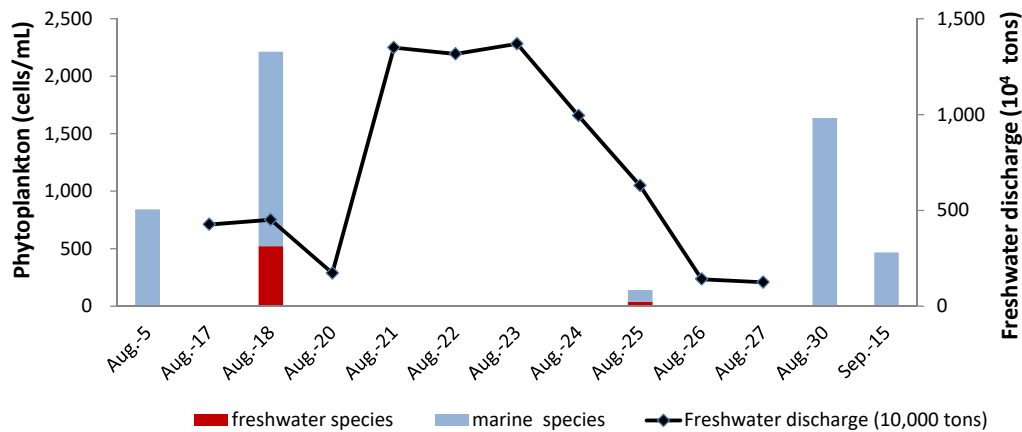 Phytoplankton (cells/mL)
2,500
2,000
1,500
1,000
500
0
1,500
1,000
500
0
Freshwater discharge (10⁴ tons)
Aug.-5
Aug.-17
Aug.-18
Aug.-20
Aug.-21
Aug.-22
Aug.-23
Aug.-24
Aug.-25
Aug.-26
Aug.-27
Aug.-30
Sep.-15
freshwater species
marine species
Freshwater discharge (10,000 tons)